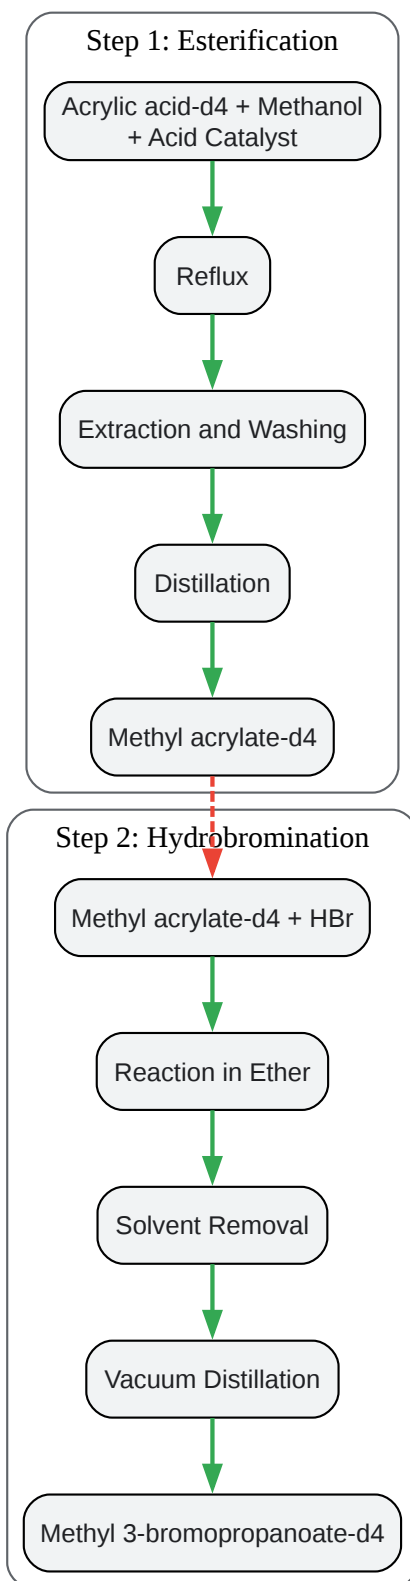 Step 1: Esterification
Acrylic acid-d4 + Methanol
+ Acid Catalyst
Reflux
Extraction and Washing
Distillation
Methyl acrylate-d4
Step 2: Hydrobromination
Methyl acrylate-d4 + HBr
Reaction in Ether
Solvent Removal
Vacuum Distillation
Methyl 3-bromopropanoate-d4